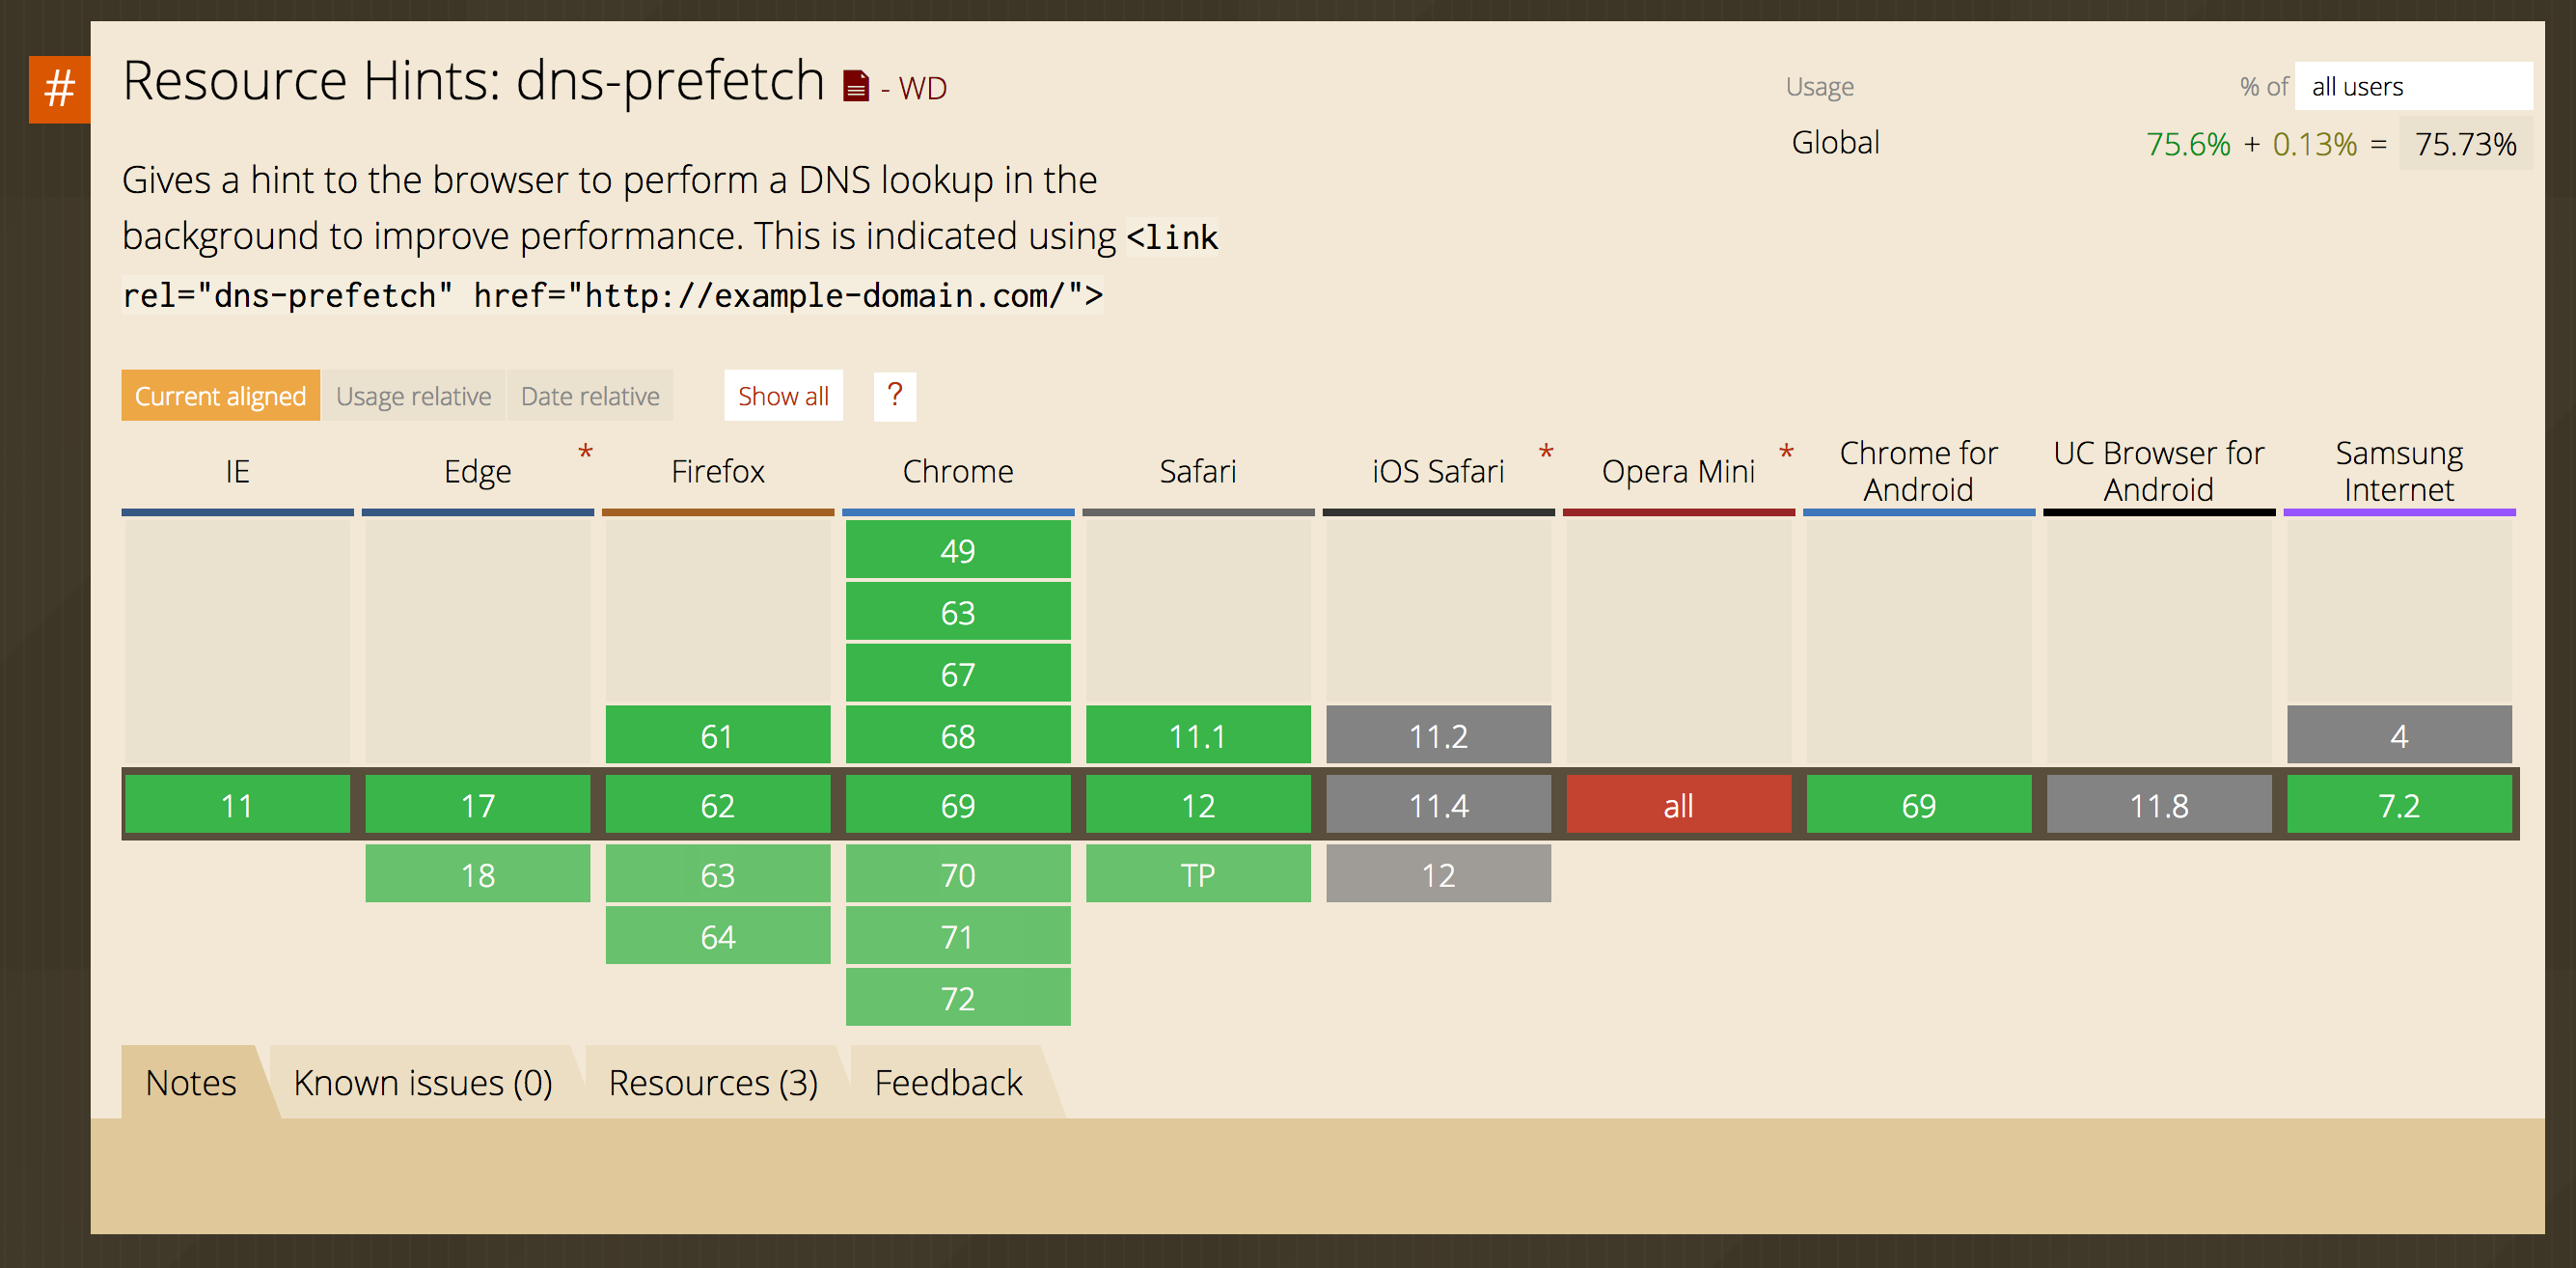 #
Resource Hints: dns-prefetch - WD
Usage % of all users
Global 75.6% + 0.13% = 75.73%
Gives a hint to the browser to perform a DNS lookup in the
background to improve performance. This is indicated using <link
rel="dns-prefetch" href="http://example-domain.com/">
Current aligned Usage relative Date relative Show all ?
IE Edge * Firefox Chrome Safari iOS Safari * Opera Mini * Chrome for Android UC Browser for Android Samsung Internet
49
63
67
61 68 11.1 11.2 4
11 17 62 69 12 11.4 all 69 11.8 7.2
18 63 70 TP 12
64 71
72
Notes Known issues (0) Resources (3) Feedback